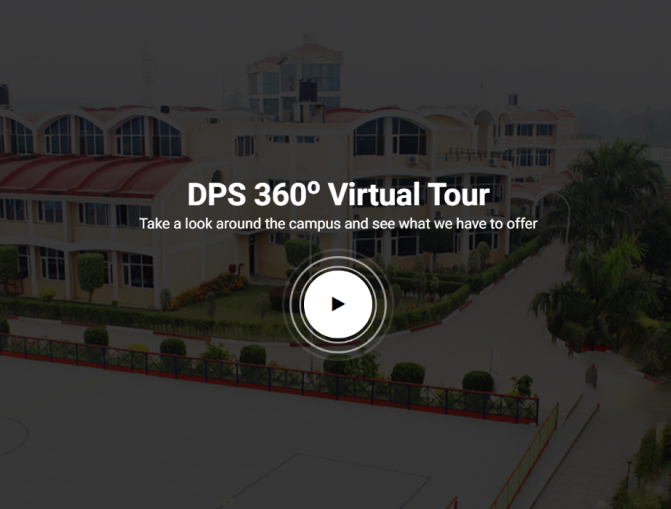 DPS 360º Virtual Tour
Take a look around the campus and see what we have to offer